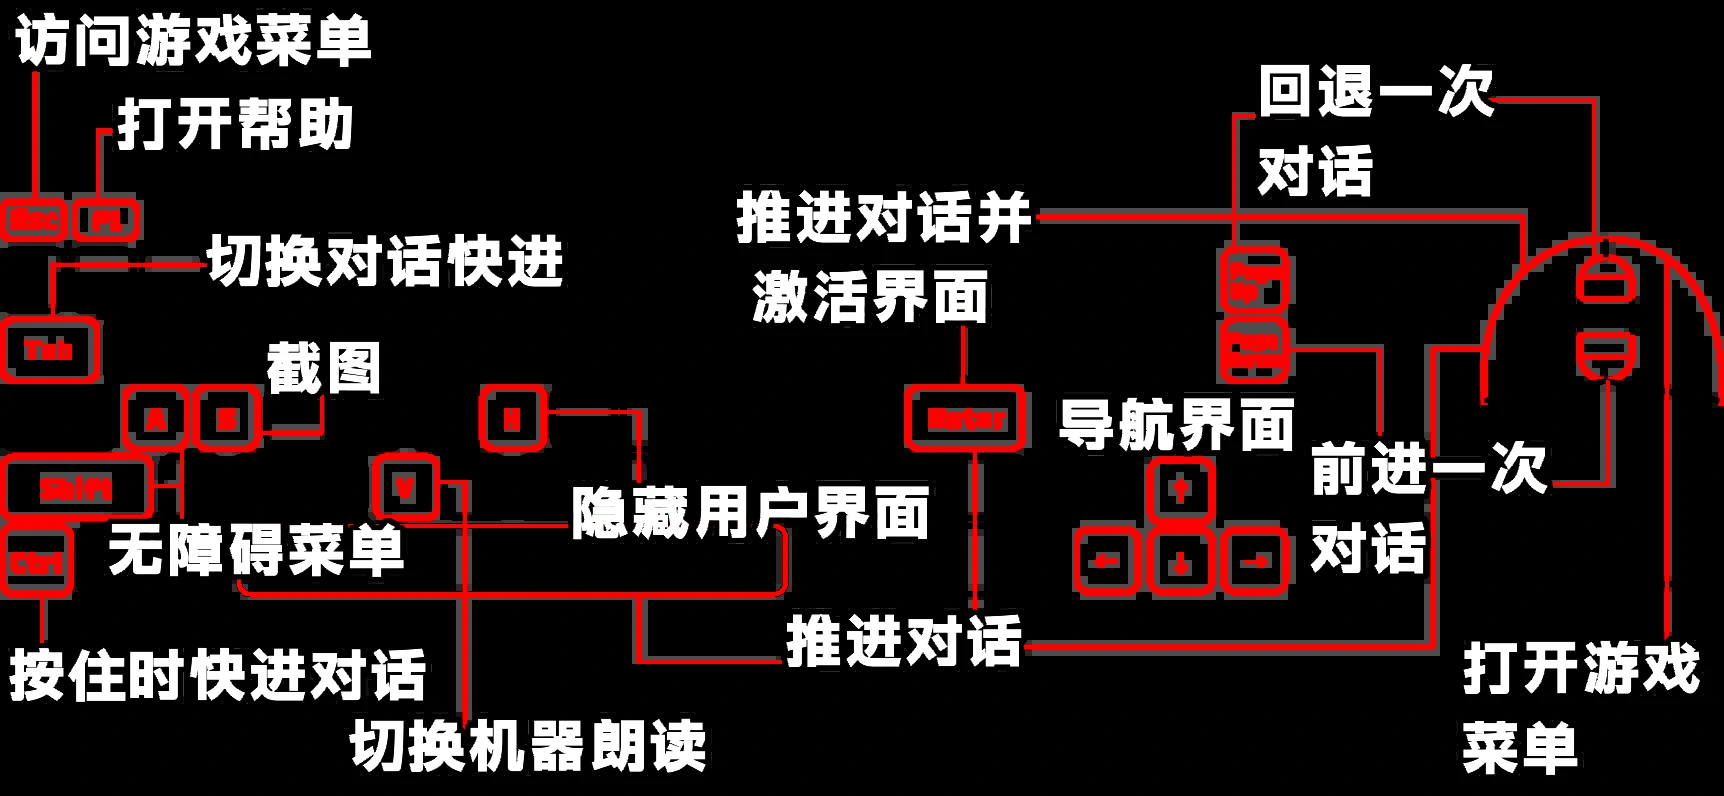 访问游戏菜单
打开帮助
回退一次
对话
推进对话并
激活界面
Esc
F1
切换对话快进
Page
Up
Tab
截图
Page
A
H
Enter
导航界面
前进一次
对话
Shift
V
↑
隐藏用户界面
无障碍菜单
Ctrl
← ↓ →
推进对话
按住时快进对话
打开游戏
菜单
切换机器朗读